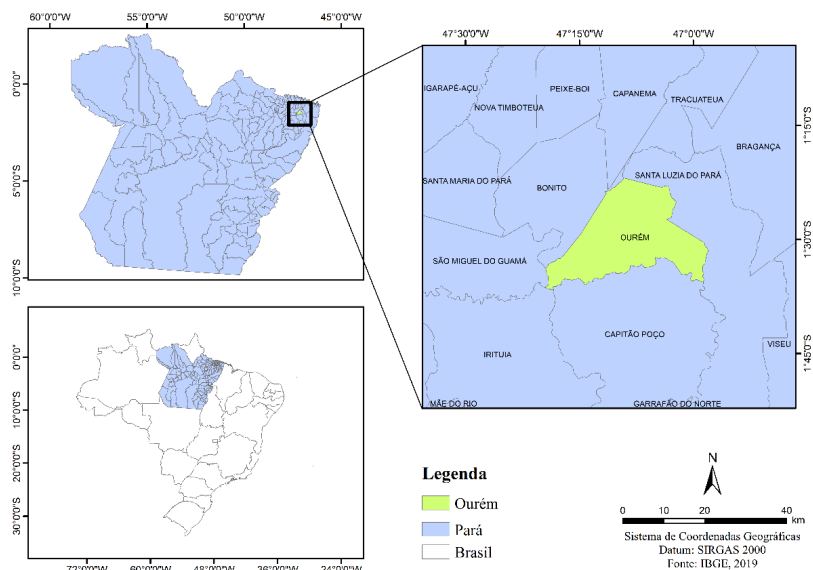 60°0'0"W 55°0'0"W 50°0'0"W 45°0'0"W
0°0'0"
5°0'0"S
10°0'0"S
47°30'0"W 47°15'0"W 47°0'0"W
IGARAPÉ-AÇU
PEIXE-BOI
CAPANEMA
NOVA TIMBOTEUA
TRACUATEUA
1°15'0"S
BRAGANÇA
SANTA MARIA DO PARÁ
BONITO
SANTA LUZIA DO PARÁ
OURÉM
1°30'0"S
SÃO MIGUEL DO GUAMÁ
CAPITÃO POÇO
VISEU
IRITUIA
1°45'0"S
MÃE DO RIO
GARRAFÃO DO NORTE
0°0'0"
10°0'0"S
20°0'0"S
30°0'0"S
72°0'0"W 60°0'0"W 48°0'0"W 36°0'0"W 24°0'0"W
Legenda
Ourém
Pará
Brasil
N
0 10 20 40
km
Sistema de Coordenadas Geográficas
Datum: SIRGAS 2000
Fonte: IBGE, 2019